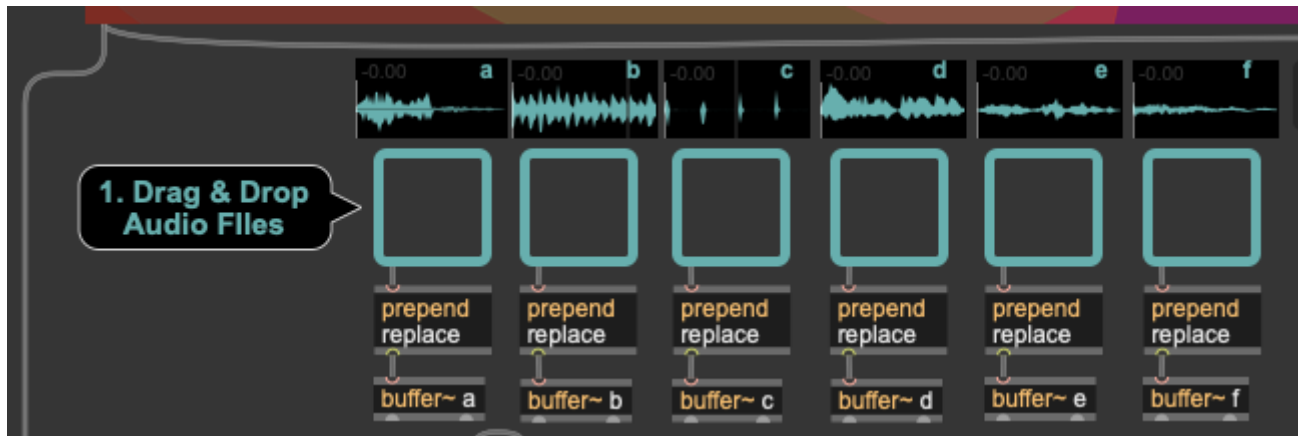 -0.00 a -0.00 b -0.00 c -0.00 d -0.00 e -0.00 f
1. Drag & Drop
Audio FIles
prepend prepend prepend prepend prepend prepend
replace replace replace replace replace replace
buffer~ a buffer~ b buffer~ c buffer~ d buffer~ e buffer~ f